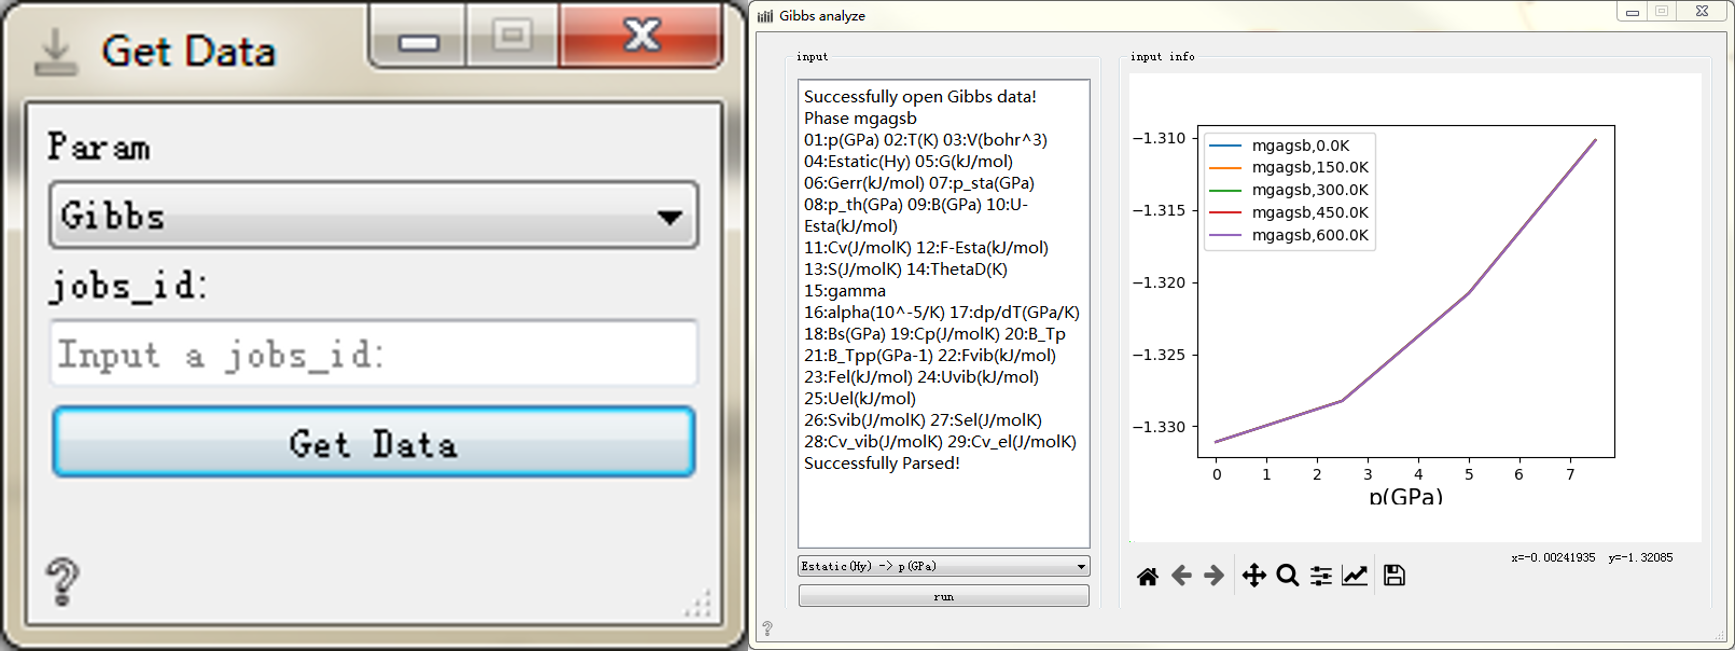 Get Data
Param
Gibbs
jobs_id:
Input a jobs_id:
Get Data
Gibbs analyze
input
Successfully open Gibbs data!
Phase mgagsb
01:p(GPa) 02:T(K) 03:V(bohr^3)
04:Estatic(Hy) 05:G(kJ/mol)
06:Gerr(kJ/mol) 07:p_sta(GPa)
08:p_th(GPa) 09:B(GPa) 10:U-
Esta(kJ/mol)
11:Cv(J/molK) 12:F-Esta(kJ/mol)
13:S(J/molK) 14:ThetaD(K)
15:gamma
16:alpha(10^-5/K) 17:dp/dT(GPa/K)
18:Bs(GPa) 19:Cp(J/molK) 20:B_Tp
21:B_Tpp(GPa-1) 22:Fvib(kJ/mol)
23:Fel(kJ/mol) 24:Uvib(kJ/mol)
25:Uel(kJ/mol)
26:Svib(J/molK) 27:Sel(J/molK)
28:Cv_vib(J/molK) 29:Cv_el(J/molK)
Successfully Parsed!
Estatic(Hy) -> p(GPa)
run
input info
−1.310
−1.315
−1.320
−1.325
−1.330
mgagsb,0.0K
mgagsb,150.0K
mgagsb,300.0K
mgagsb,450.0K
mgagsb,600.0K
0 1 2 3 4 5 6 7
p(GPa)
x=-0.00241935 y=-1.32085